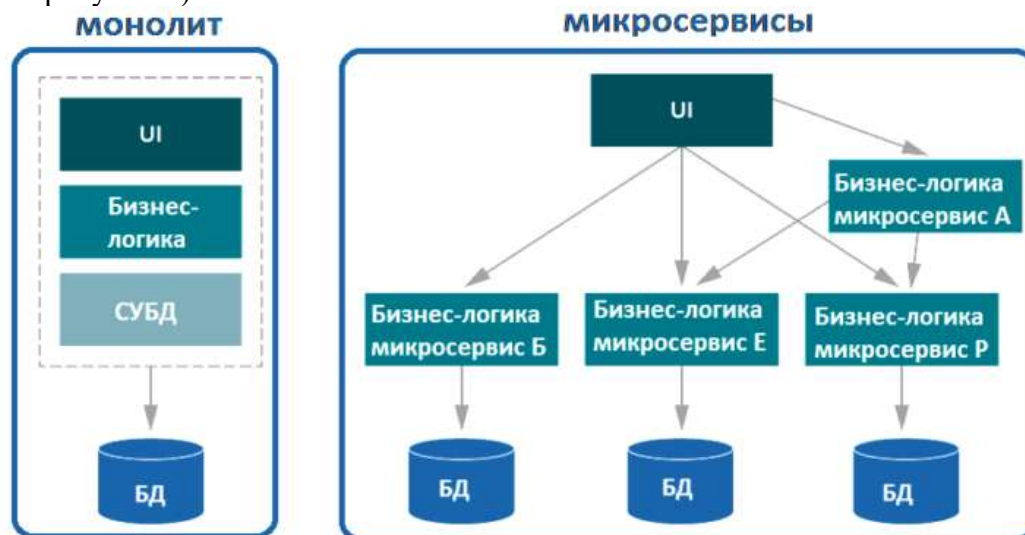 монолит
UI
Бизнес-
логика
СУБД
БД
микросервисы
UI
Бизнес-логика
микросервис А
Бизнес-логика
микросервис Б
Бизнес-логика
микросервис Е
Бизнес-логика
микросервис Р
БД
БД
БД